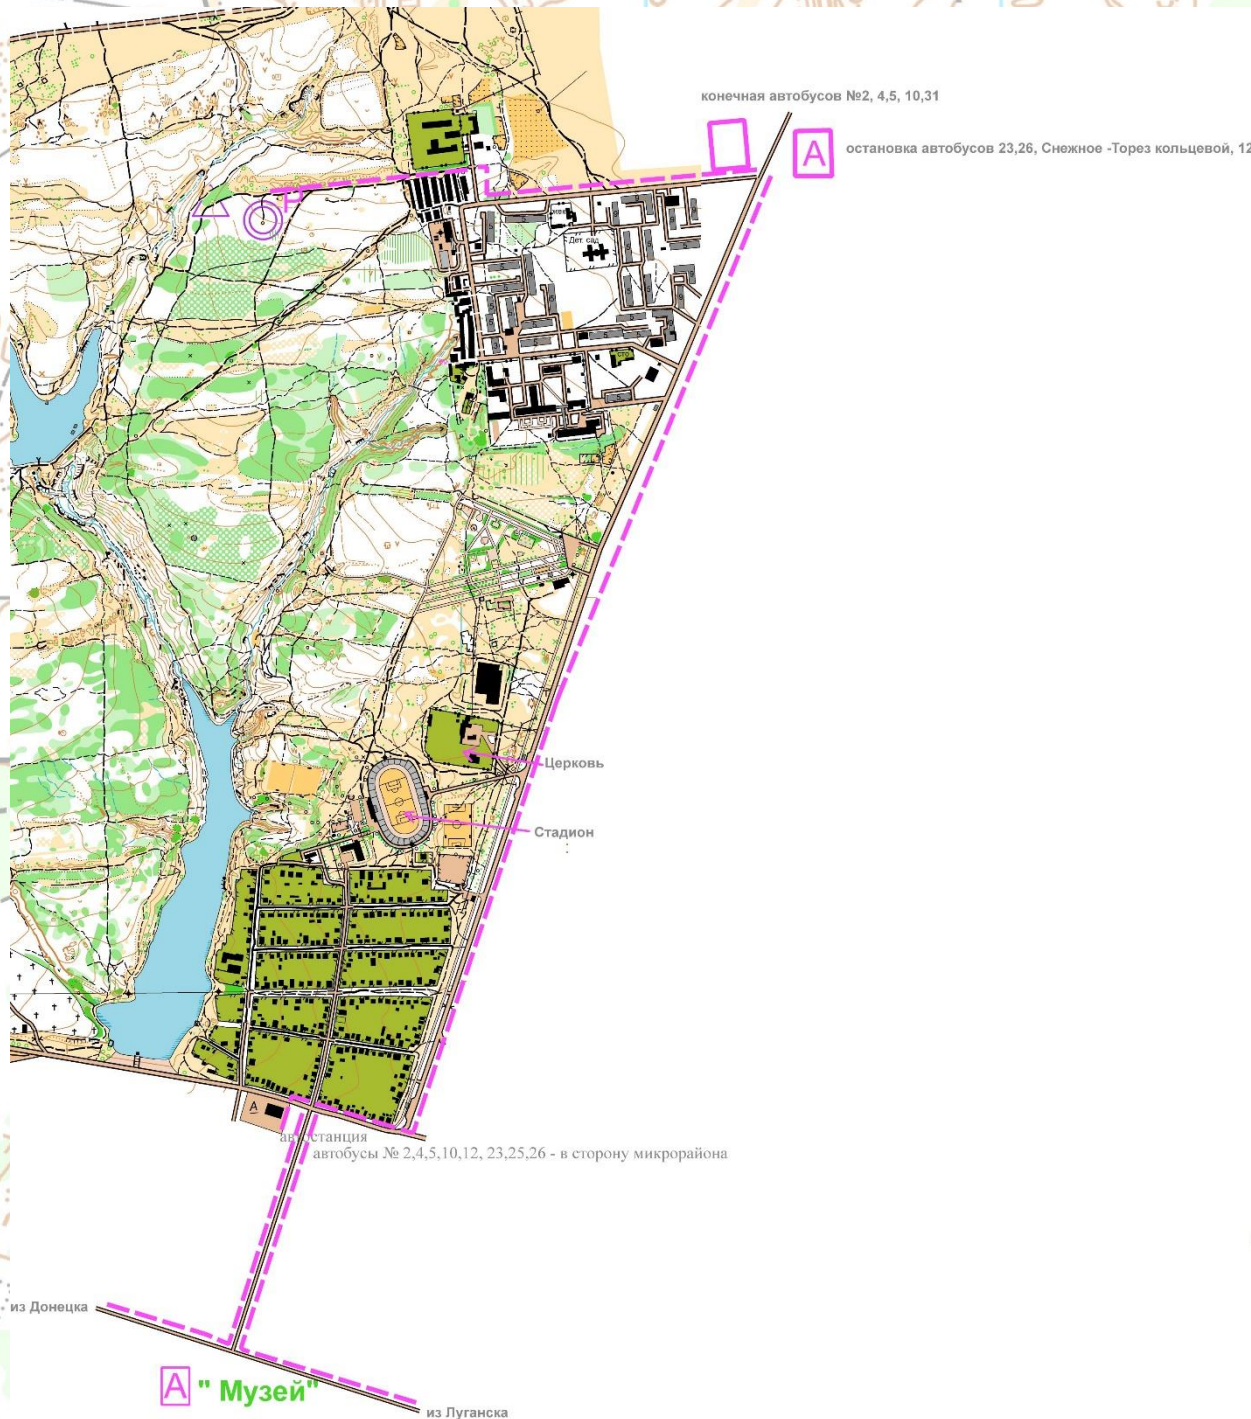 конечная автобусов №2, 4,5, 10,31
А
остановка автобусов 23,26, Снежное -Торез кольцевой, 12
Р
Дет. сад
Церковь
Стадион
А
автостанция
автобусы № 2,4,5,10,12, 23,25,26 - в сторону микрорайона
из Донецка
А " Музей"
из Луганска